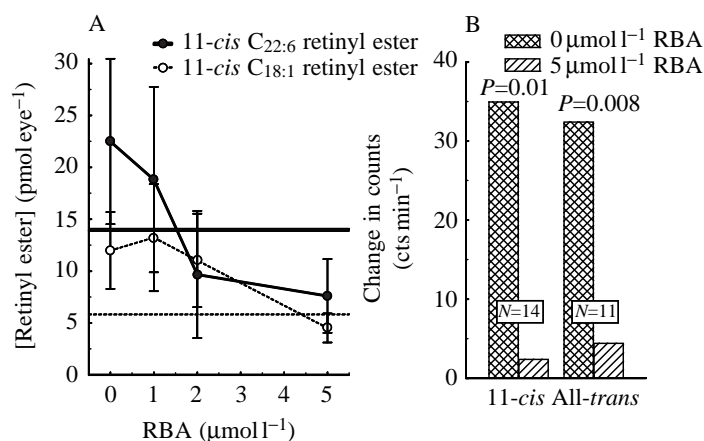 A
11-cis C22:6 retinyl ester
11-cis C18:1 retinyl ester
[Retinyl ester] (pmol eye⁻¹)
30
25
20
15
10
5
0
0 1 2 3 4 5
RBA (μmol l⁻¹)
B
0 μmol l⁻¹ RBA
5 μmol l⁻¹ RBA
P=0.01
P=0.008
Change in counts
(cts min⁻¹)
40
30
20
10
0
N=14
N=11
11-cis All-trans